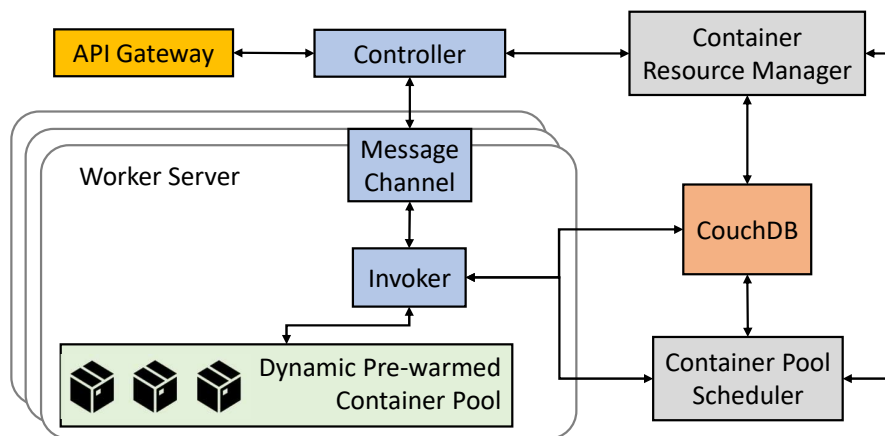 API Gateway
Controller
Container
Resource Manager
Worker Server
Message
Channel
CouchDB
Invoker
Dynamic Pre-warmed
Container Pool
Container Pool
Scheduler